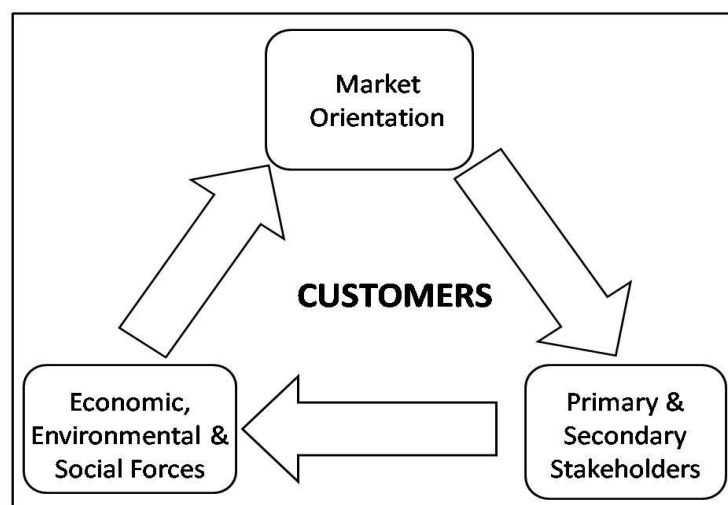 Market
Orientation
CUSTOMERS
Economic,
Environmental &
Social Forces
Primary &
Secondary
Stakeholders